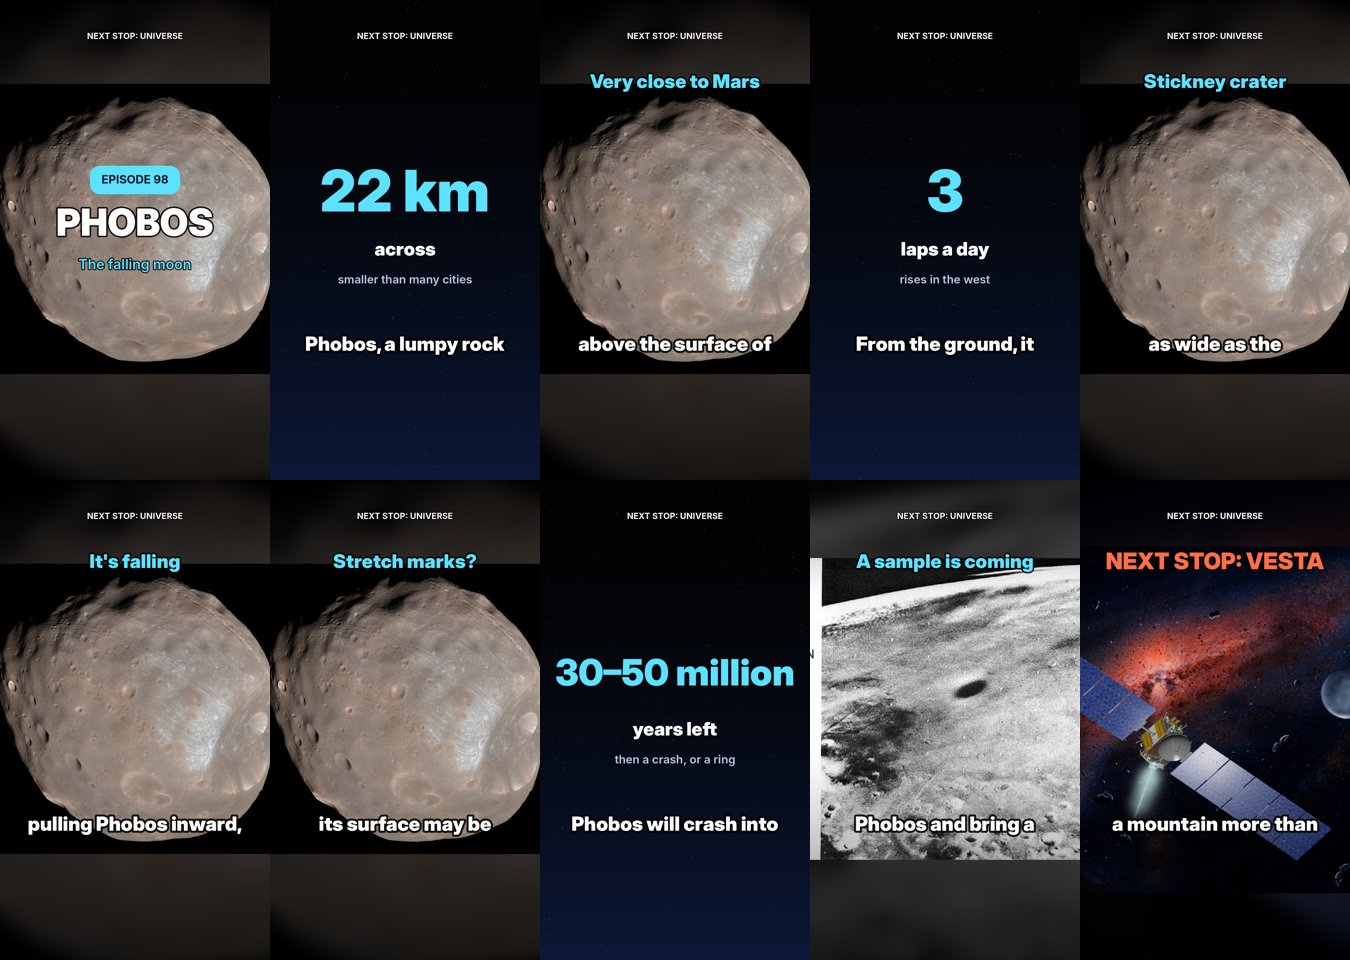 NEXT STOP: UNIVERSE
EPISODE 98
PHOBOS
The falling moon
NEXT STOP: UNIVERSE
22 km
across
smaller than many cities
Phobos, a lumpy rock
NEXT STOP: UNIVERSE
Very close to Mars
above the surface of
NEXT STOP: UNIVERSE
3
laps a day
rises in the west
From the ground, it
NEXT STOP: UNIVERSE
Stickney crater
as wide as the
NEXT STOP: UNIVERSE
It's falling
pulling Phobos inward,
NEXT STOP: UNIVERSE
Stretch marks?
its surface may be
NEXT STOP: UNIVERSE
30–50 million
years left
then a crash, or a ring
Phobos will crash into
NEXT STOP: UNIVERSE
A sample is coming
N
Phobos and bring a
NEXT STOP: UNIVERSE
NEXT STOP: VESTA
a mountain more than